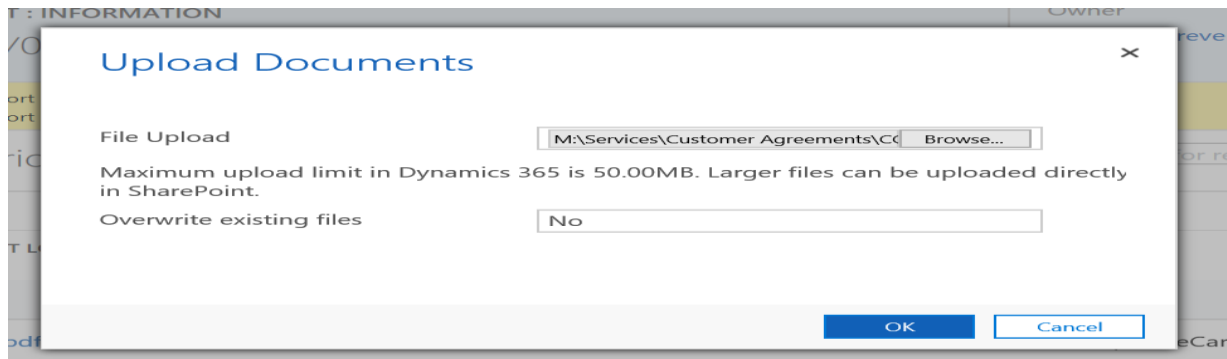 T : INFORMATION
Owner
Upload Documents
×
File Upload
M:\Services\Customer Agreements\C
Browse...
Maximum upload limit in Dynamics 365 is 50.00MB. Larger files can be uploaded directly
in SharePoint.
Overwrite existing files
No
OK
Cancel